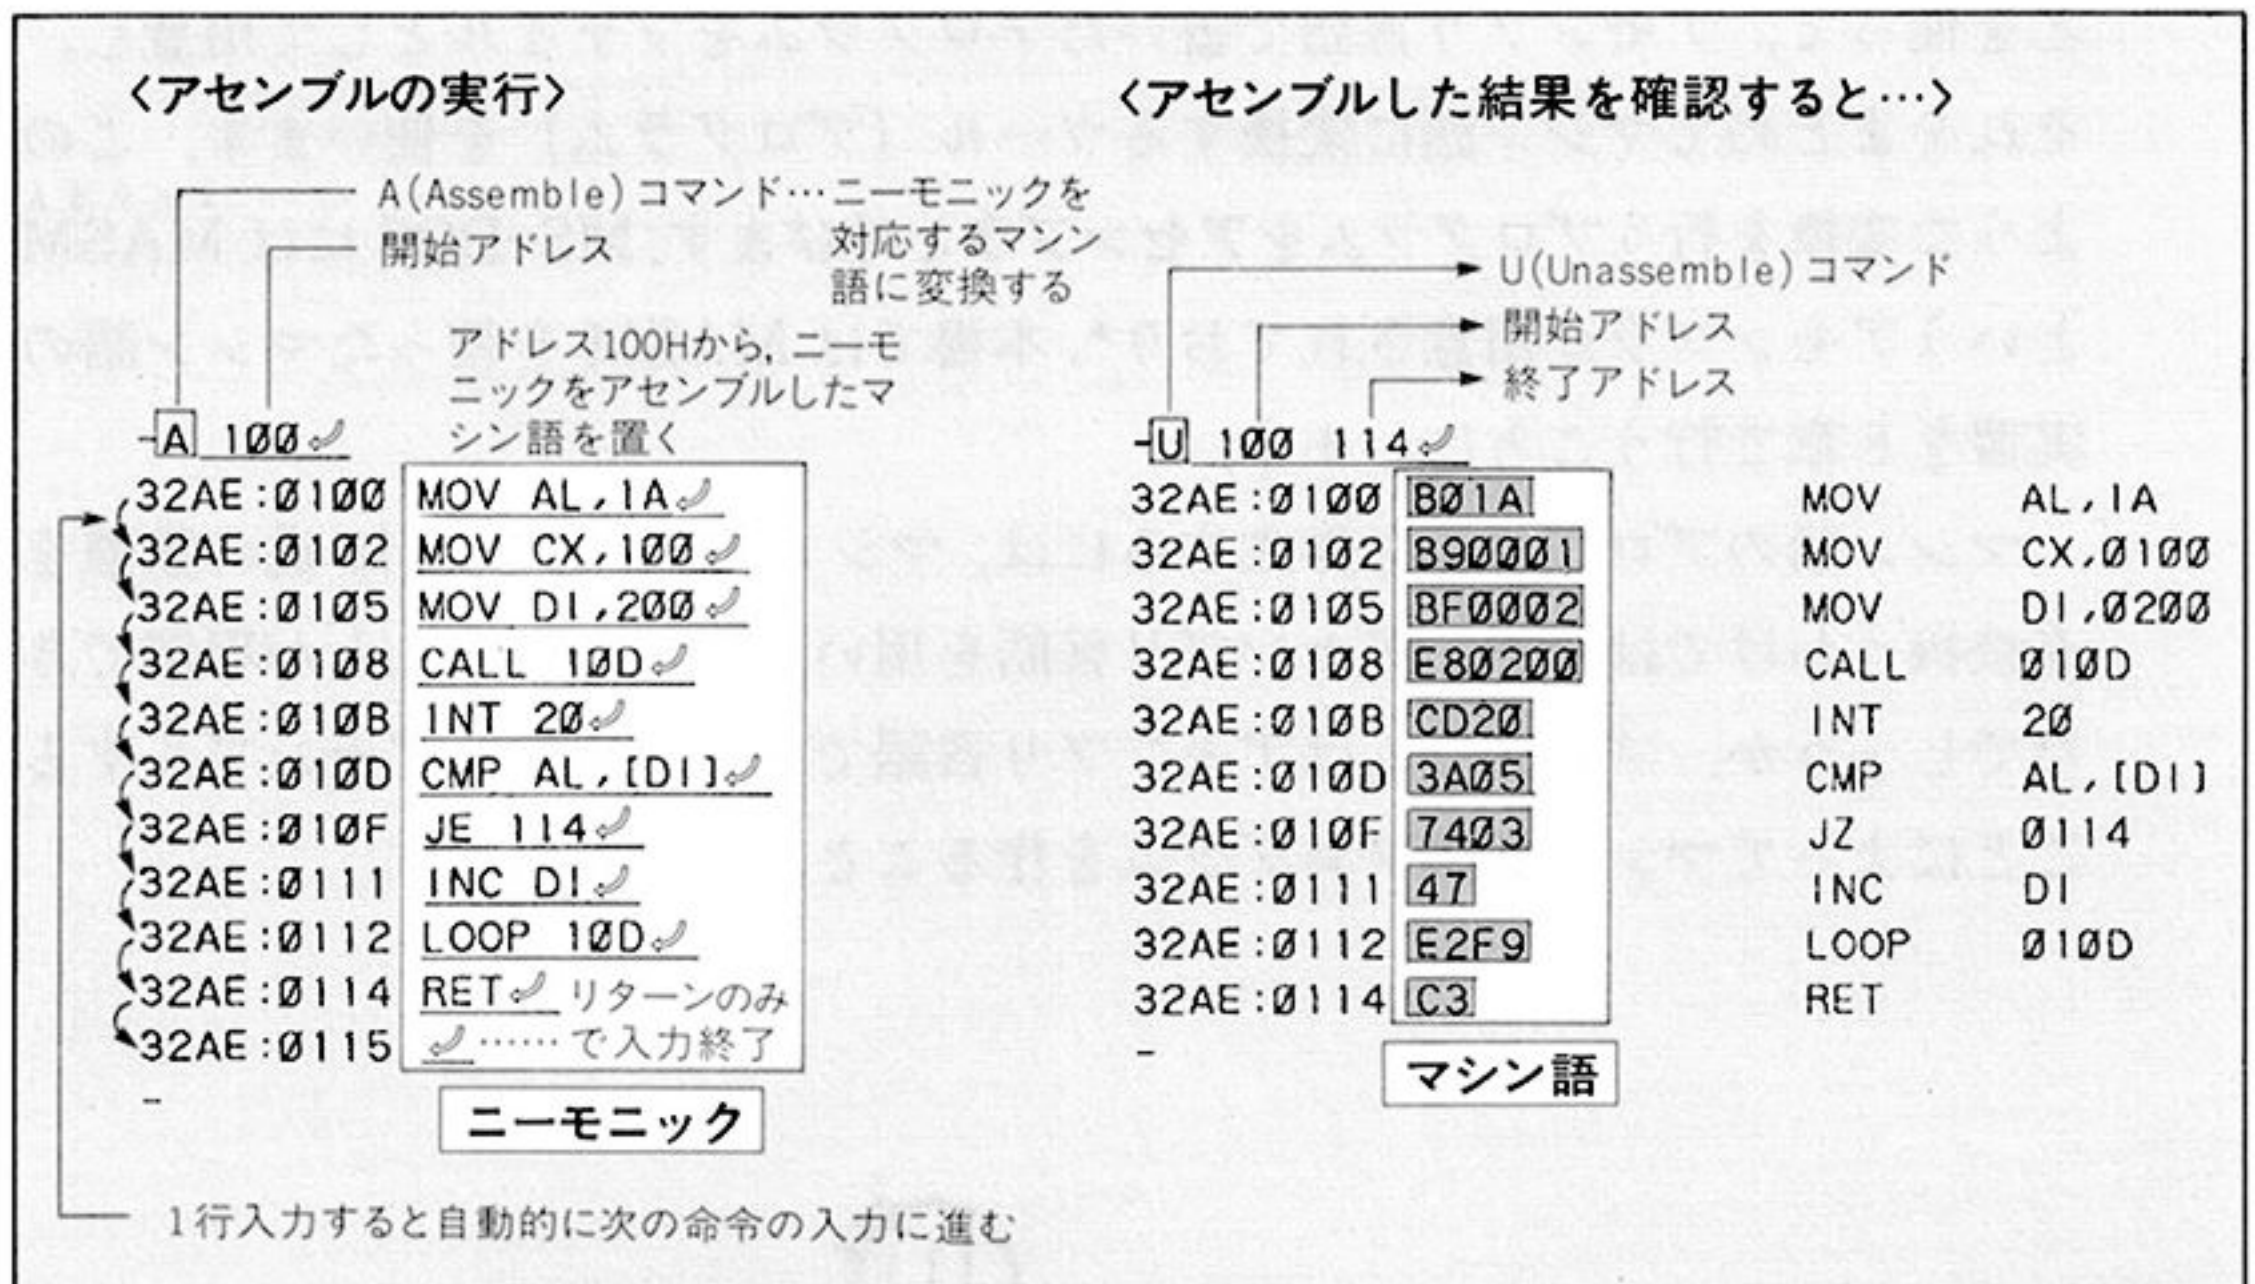 〈アセンブルの実行〉
A(Assemble)コマンド…ニーモニックを
対応するマンン
語に変換する
開始アドレス
アドレス100Hから, ニーモ
ニックをアセンブルしたマ
シン語を置く
-A 100
32AE:0100 MOV AL,1A
32AE:0102 MOV CX,100
32AE:0105 MOV DI,200
32AE:0108 CALL 10D
32AE:010B INT 20
32AE:010D CMP AL,[DI]
32AE:010F JE 114
32AE:0111 INC DI
32AE:0112 LOOP 10D
32AE:0114 RET リターンのみ
32AE:0115 ……で入力終了
-
ニーモニック
1行入力すると自動的に次の命令の入力に進む
〈アセンブルした結果を確認すると…〉
U(Unassemble)コマンド
開始アドレス
終了アドレス
-U 100 114
32AE:0100 B01A MOV AL,1A
32AE:0102 B90001 MOV CX,0100
32AE:0105 BF0002 MOV DI,0200
32AE:0108 E80200 CALL 010D
32AE:010B CD20 INT 20
32AE:010D 3A05 CMP AL,[DI]
32AE:010F 7403 JZ 0114
32AE:0111 47 INC DI
32AE:0112 E2F9 LOOP 010D
32AE:0114 C3 RET
-
マシン語